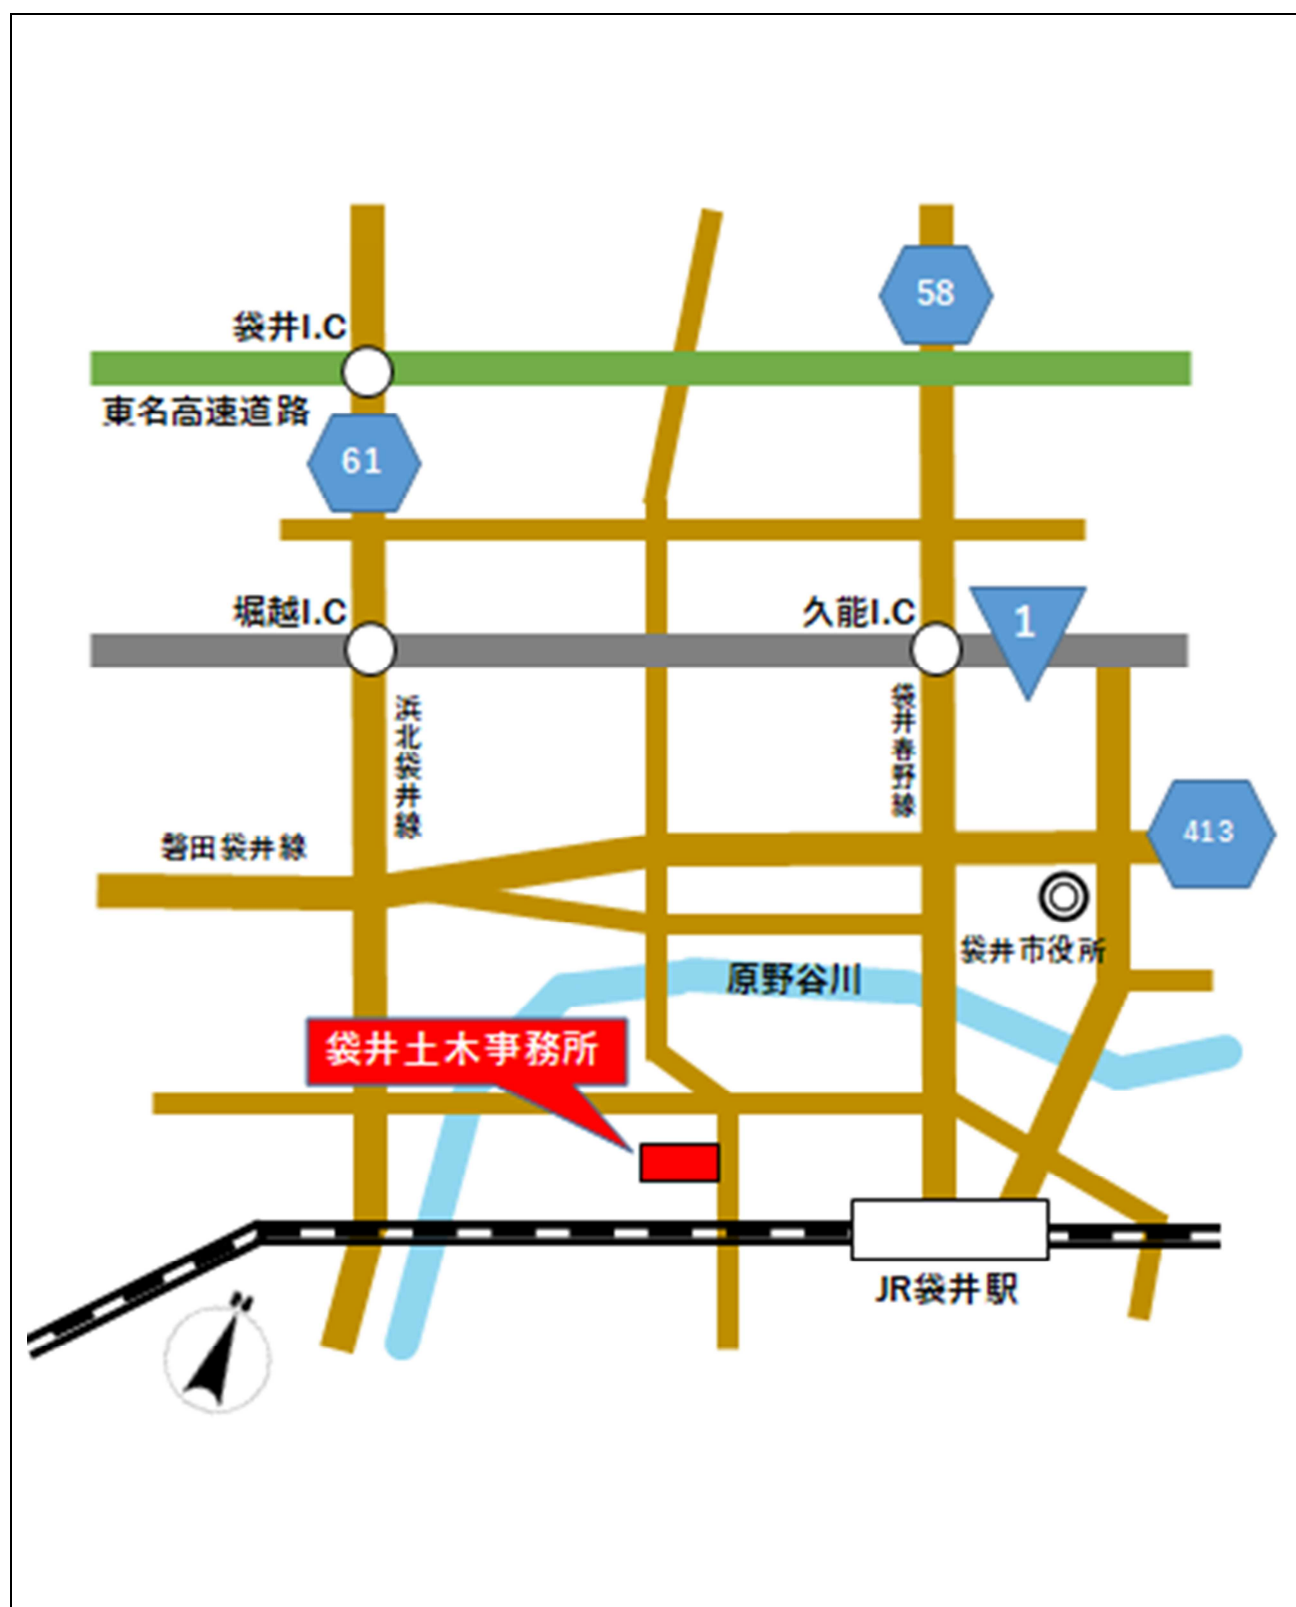 58
袋井I.C
東名高速道路
61
堀越I.C
久能I.C
1
浜北袋井線
袋井春野線
413
磐田袋井線
袋井市役所
原野谷川
袋井土木事務所
JR袋井駅